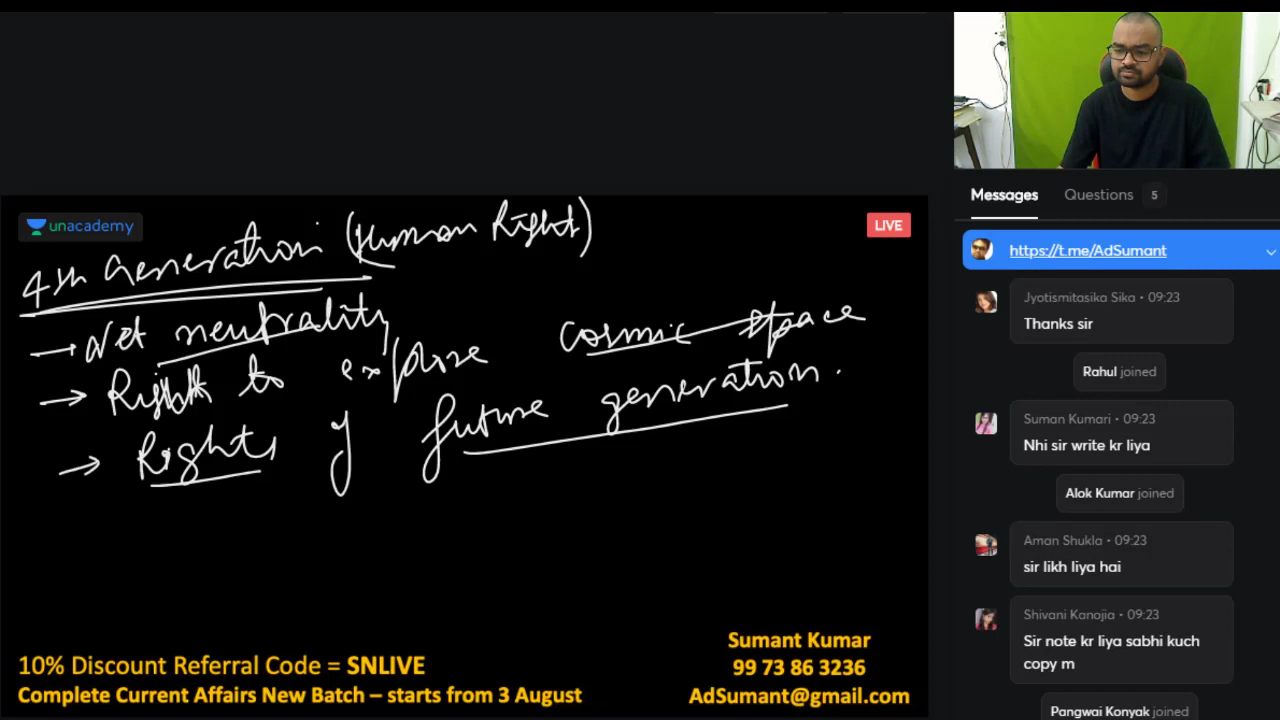 unacademy
LIVE
4th Generation (Human Right)
→ Net neutrality
→ Right to explore cosmic space
→ Rights of future generation.
10% Discount Referral Code = SNLIVE
Complete Current Affairs New Batch – starts from 3 August
Sumant Kumar
99 73 86 3236
AdSumant@gmail.com
Messages Questions 5
https://t.me/AdSumant
Jyotismitasika Sika • 09:23
Thanks sir
Rahul joined
Suman Kumari • 09:23
Nhi sir write kr liya
Alok Kumar joined
Aman Shukla • 09:23
sir likh liya hai
Shivani Kanojia • 09:23
Sir note kr liya sabhi kuch
copy m
Pangwai Konyak joined